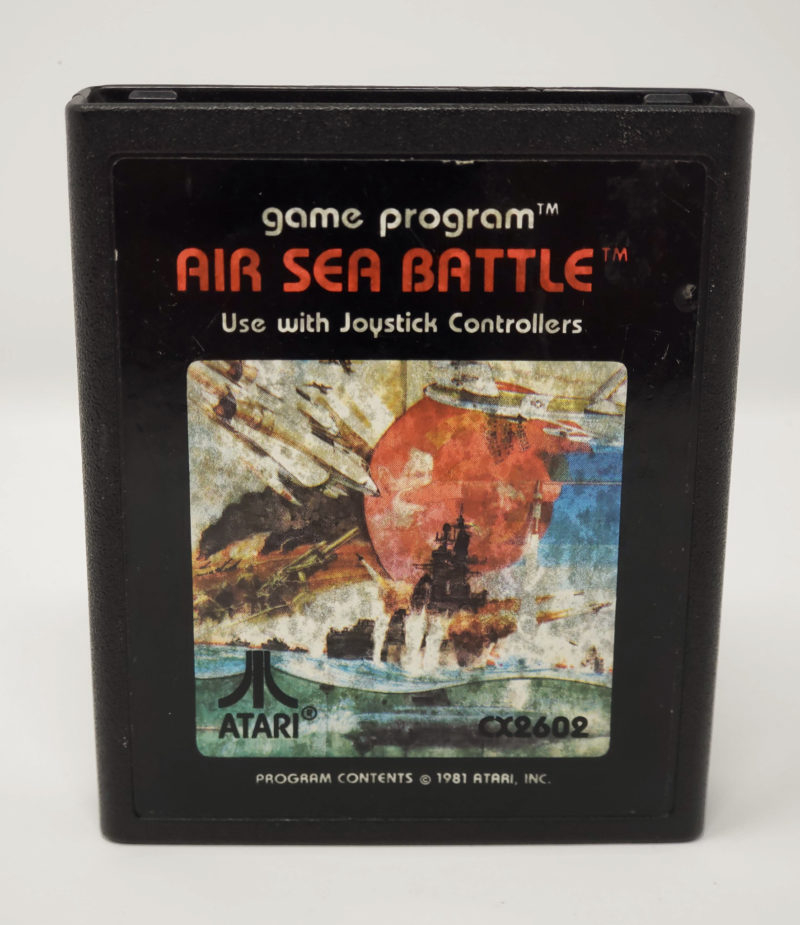 game program™
AIR SEA BATTLE™
Use with Joystick Controllers
ATARI®
CX2602
PROGRAM CONTENTS © 1981 ATARI, INC.